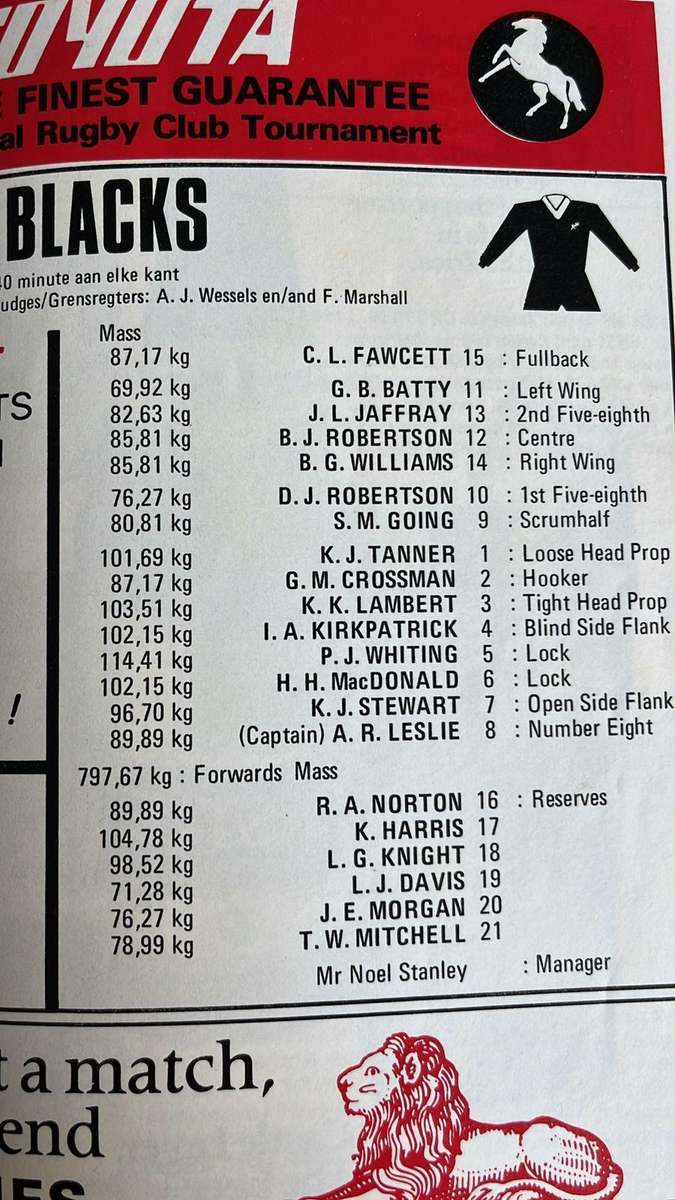 TOYOTA
FINEST GUARANTEE
al Rugby Club Tournament
BLACKS
40 minute aan elke kant
udges/Grensregters: A. J. Wessels en/and F. Marshall
Mass
87,17 kg C. L. FAWCETT 15 : Fullback
69,92 kg G. B. BATTY 11 : Left Wing
82,63 kg J. L. JAFFRAY 13 : 2nd Five-eighth
85,81 kg B. J. ROBERTSON 12 : Centre
85,81 kg B. G. WILLIAMS 14 : Right Wing
76,27 kg D. J. ROBERTSON 10 : 1st Five-eighth
80,81 kg S. M. GOING 9 : Scrumhalf
101,69 kg K. J. TANNER 1 : Loose Head Prop
87,17 kg G. M. CROSSMAN 2 : Hooker
103,51 kg K. K. LAMBERT 3 : Tight Head Prop
102,15 kg I. A. KIRKPATRICK 4 : Blind Side Flank
114,41 kg P. J. WHITING 5 : Lock
102,15 kg H. H. MacDONALD 6 : Lock
96,70 kg K. J. STEWART 7 : Open Side Flank
89,89 kg (Captain) A. R. LESLIE 8 : Number Eight
!
797,67 kg : Forwards Mass
89,89 kg R. A. NORTON 16 : Reserves
104,78 kg K. HARRIS 17
98,52 kg L. G. KNIGHT 18
71,28 kg L. J. DAVIS 19
76,27 kg J. E. MORGAN 20
78,99 kg T. W. MITCHELL 21
Mr Noel Stanley : Manager
t a match,
end